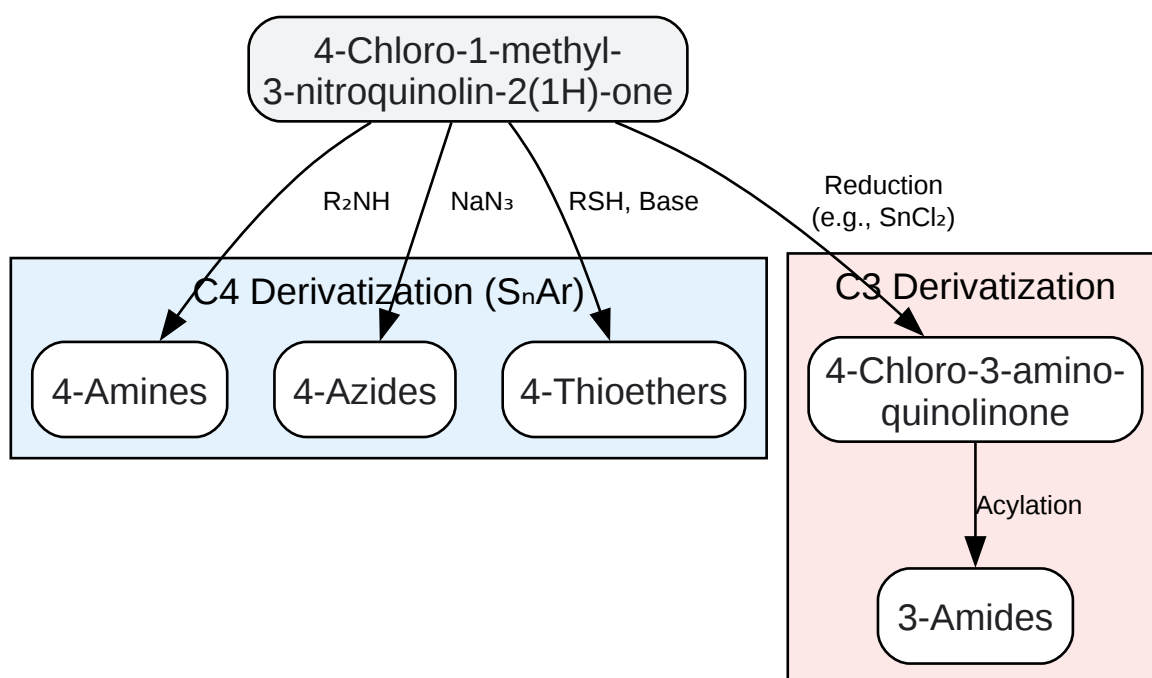 4-Chloro-1-methyl-
3-nitroquinolin-2(1H)-one
R₂NH
NaN₃
RSH, Base
Reduction
(e.g., SnCl₂)
C4 Derivatization (SₙAr)
C3 Derivatization
4-Amines
4-Azides
4-Thioethers
4-Chloro-3-amino-
quinolinone
Acylation
3-Amides